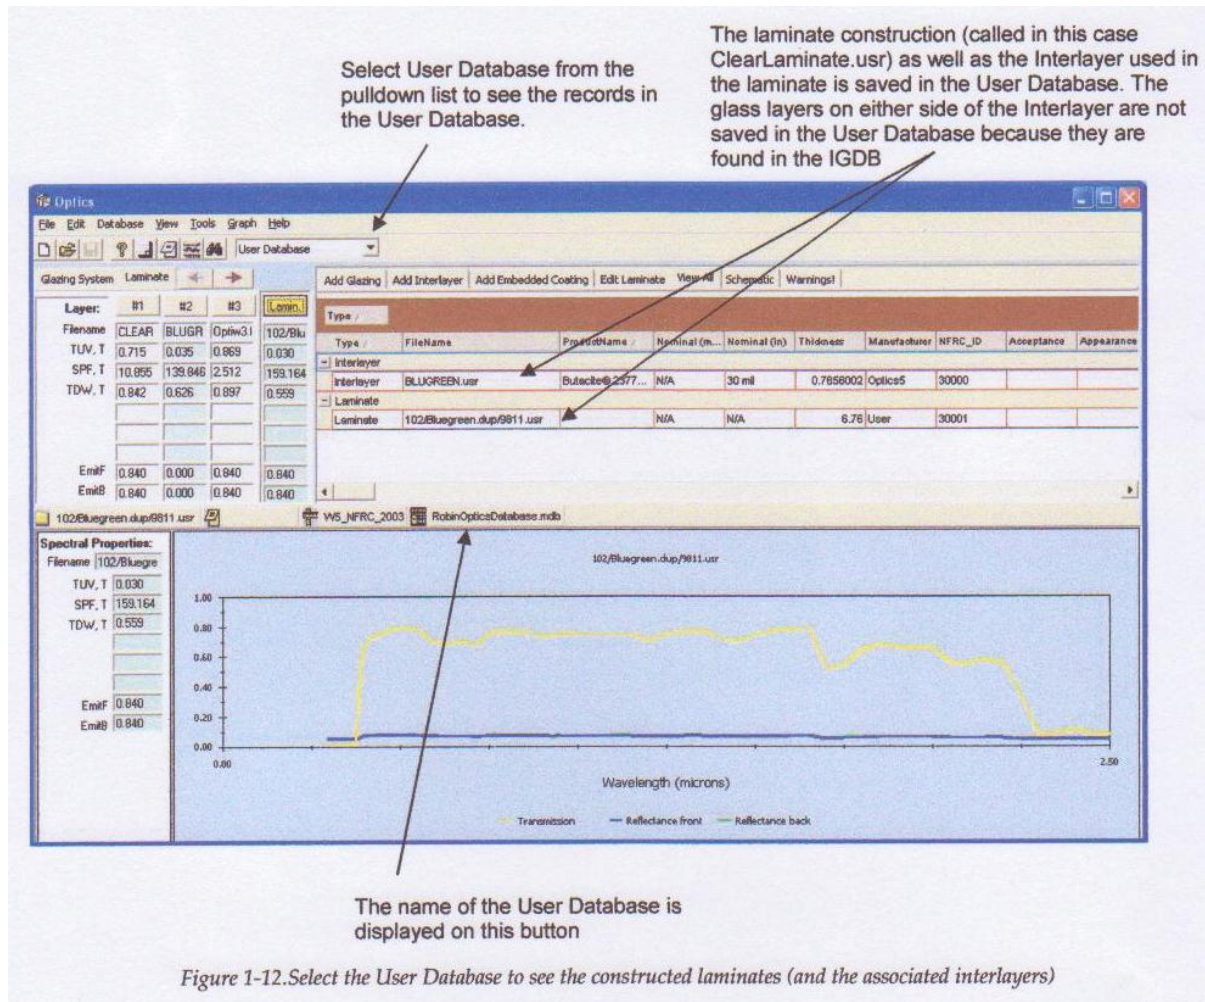 The laminate construction (called in this case
ClearLaminate.usr) as well as the Interlayer used in
the laminate is saved in the User Database. The
glass layers on either side of the Interlayer are not
saved in the User Database because they are
found in the IGDB
Select User Database from the
pulldown list to see the records in
the User Database.
Optics
File Edit Database View Tools Graph Help
User Database
Glazing System Laminate
Add Glazing Add Interlayer Add Embedded Coating Edit Laminate View All Schematic Warnings!
Layer: #1 #2 #3 Lamin.
Filename CLEAR BLUGR 102/Blu
TUV, T 0.715 0.035 0.869 0.030
SPF, T 10.855 139.846 2.512 159.164
TDW, T 0.842 0.626 0.897 0.559
EmitF 0.840 0.000 0.840 0.840
EmitB 0.840 0.000 0.840 0.840
Type /
Type / FileName ProductName / Nominal (m... Nominal (in) Thickness Manufacturer NFRC_ID Acceptance Appearance
Interlayer
Interlayer BLUGREEN.usr N/A 30 mil 0.7656002 Optics5 30000
Laminate
Laminate 102/Bluegreen.dup/9811.usr N/A N/A 6.76 User 30001
102/Bluegreen.dup/9811.usr W5_NFRC_2003 RobinOpticsDatabase.mdb
Spectral Properties:
Filename 102/Bluegre
TUV, T 0.030
SPF, T 159.164
TDW, T 0.559
EmitF 0.840
EmitB 0.840
102/Bluegreen.dup/9811.usr
1.00
0.80
0.60
0.40
0.20
0.00
0.00 2.50
Wavelength (microns)
Transmission Reflectance front Reflectance back
The name of the User Database is
displayed on this button
Figure 1-12.Select the User Database to see the constructed laminates (and the associated interlayers)